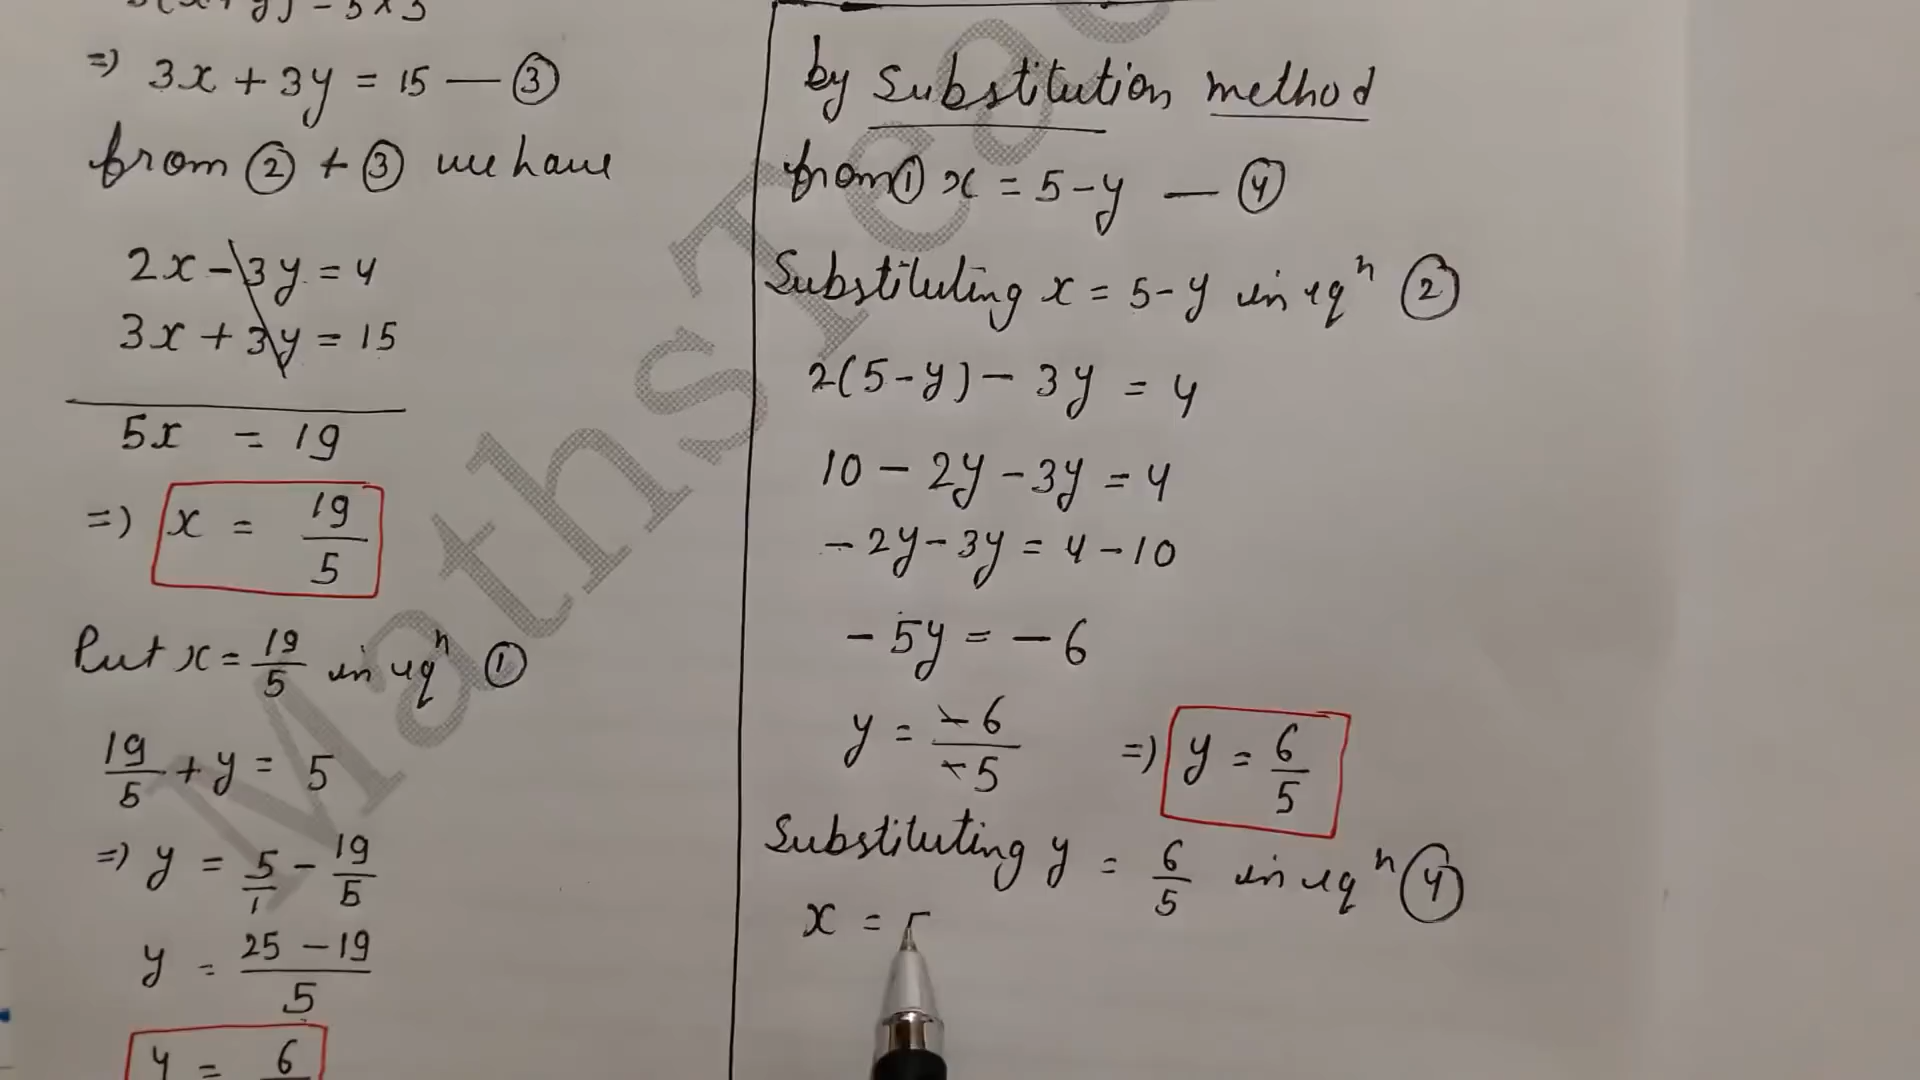 => 3x + 3y = 15 — ③
from ② + ③ we have
2x - 3y = 4
3x + 3y = 15
5x = 19
=> x = 19/5
Put x = 19/5 in eqⁿ ①
19/5 + y = 5
=> y = 5/1 - 19/5
y = 25 - 19/5
y = 6
by Substitution method
from ① x = 5 - y — ④
Substituting x = 5 - y in eqⁿ ②
2(5 - y) - 3y = 4
10 - 2y - 3y = 4
- 2y - 3y = 4 - 10
- 5y = - 6
y = -6/-5 => y = 6/5
Substituting y = 6/5 in eqⁿ ④
x = 5